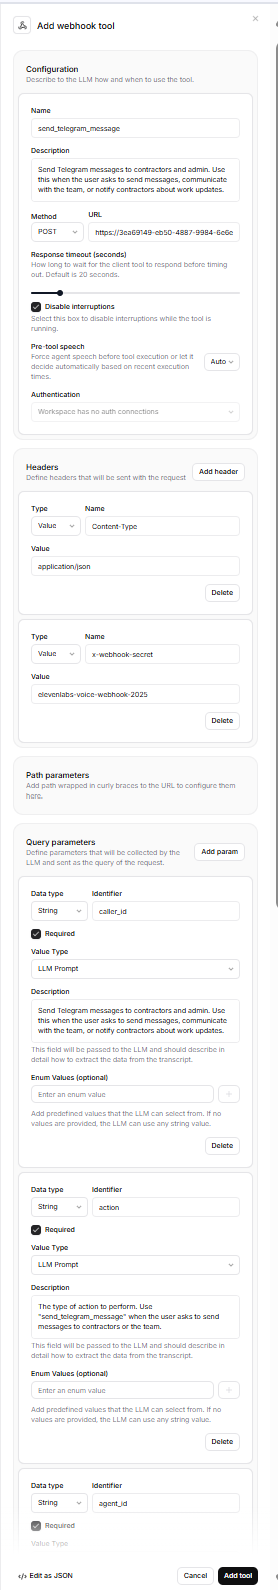 Add webhook tool
Configuration
Describe to the LLM how and when to use the tool.
Name
send_telegram_message
Description
Send Telegram messages to contractors and admin. Use
this when the user asks to send messages, communicate
with the team, or notify contractors about work updates.
Method
URL
POST
https://3ea69149-eb50-4887-9984-6e6e
Response timeout (seconds)
How long to wait for the client tool to respond before timing
out. Default is 20 seconds.
Disable interruptions
Select this box to disable interruptions while the tool is
running.
Pre-tool speech
Force agent speech before tool execution or let it
decide automatically based on recent execution
times.
Auto
Authentication
Workspace has no auth connections
Headers
Define headers that will be sent with the request
Add header
Type
Name
Value
Content-Type
Value
application/json
Delete
Type
Name
Value
x-webhook-secret
Value
elevenlabs-voice-webhook-2025
Delete
Path parameters
Add path wrapped in curly braces to the URL to configure them
here.
Query parameters
Define parameters that will be collected by the
LLM and sent as the query of the request.
Add param
Data type
Identifier
String
caller_id
Required
Value Type
LLM Prompt
Description
Send Telegram messages to contractors and admin. Use
this when the user asks to send messages, communicate
with the team, or notify contractors about work updates.
This field will be passed to the LLM and should describe in
detail how to extract the data from the transcript.
Enum Values (optional)
Enter an enum value
+
Add predefined values that the LLM can select from. If no
values are provided, the LLM can use any string value.
Delete
Data type
Identifier
String
action
Required
Value Type
LLM Prompt
Description
The type of action to perform. Use
"send_telegram_message" when the user asks to send
messages to contractors or the team.
This field will be passed to the LLM and should describe in
detail how to extract the data from the transcript.
Enum Values (optional)
Enter an enum value
+
Add predefined values that the LLM can select from. If no
values are provided, the LLM can use any string value.
Delete
Data type
Identifier
String
agent_id
Required
Value Type
</> Edit as JSON
Cancel
Add tool